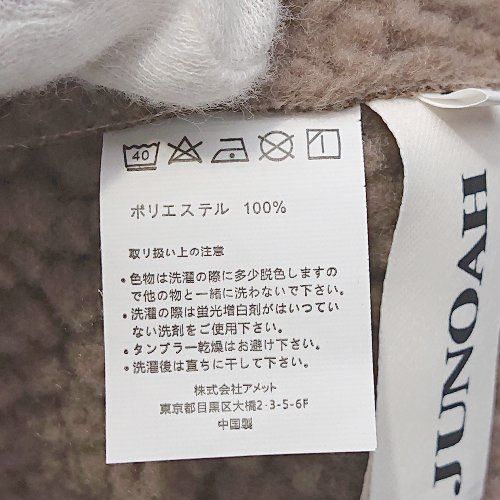 40
ポリエステル 100%
取り扱い上の注意
・色物は洗濯の際に多少脱色しますの
で他の物と一緒に洗わないで下さい。
・洗濯の際は蛍光増白剤がはいってい
ない洗剤をご使用下さい。
・タンブラー乾燥はお避け下さい。
・洗濯後は直ちに干して下さい。
株式会社アメット
東京都目黒区大橋2-3-5-6F
中国製
JUNOAH